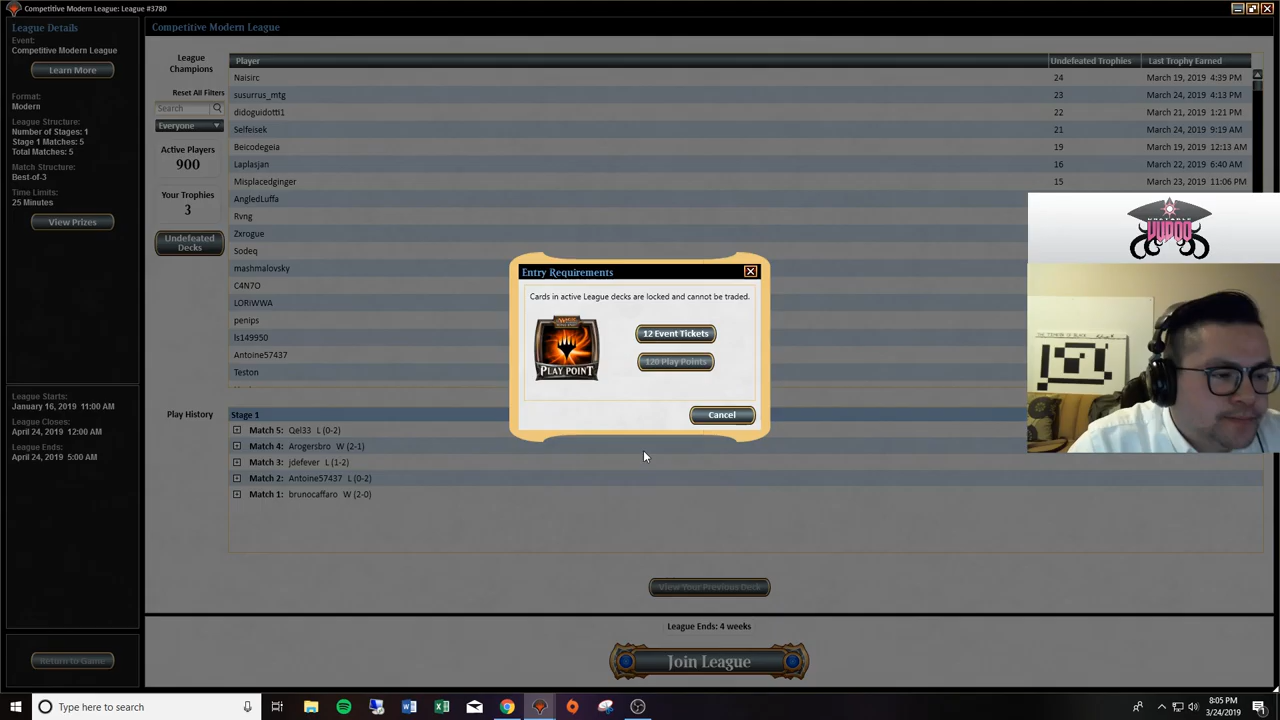 Competitive Modern League: League #3780
League Details
Event:
Competitive Modern League
Learn More
Format:
Modern
League Structure:
Number of Stages: 1
Stage 1 Matches: 5
Total Matches: 5
Match Structure:
Best-of-3
Time Limits:
25 Minutes
View Prizes
League Starts:
January 16, 2019 11:00 AM
League Closes:
April 24, 2019 12:00 AM
League Ends:
April 24, 2019 5:00 AM
Return to Game
Competitive Modern League
League
Champions
Reset All Filters
Search
Everyone
Active Players
900
Your Trophies
3
Undefeated
Decks
Player Undefeated Trophies Last Trophy Earned
Naisirc 24 March 19, 2019 4:39 PM
susurrus_mtg 23 March 24, 2019 4:13 PM
didoguidotti1 22 March 21, 2019 1:21 PM
Selfeisek 21 March 24, 2019 9:19 AM
Beicodegeia 19 March 19, 2019 12:13 AM
Laplasjan 16 March 22, 2019 6:40 AM
Misplacedginger 15 March 23, 2019 11:06 PM
AngledLuffa
Rvng
Zxrogue
Sodeq
mashmalovsky
C4N7O
LORiWWA
penips
ls149950
Antoine57437
Teston
UNSTABLE
VUDOO
Entry Requirements
Cards in active League decks are locked and cannot be traded.
PLAY POINT
12 Event Tickets
120 Play Points
Cancel
Play History
Stage 1
Match 5: Qel33 L (0-2)
Match 4: Arogersbro W (2-1)
Match 3: jdefever L (1-2)
Match 2: Antoine57437 L (0-2)
Match 1: brunocaffaro W (2-0)
View Your Previous Deck
League Ends: 4 weeks
Join League
Type here to search
8:05 PM
3/24/2019